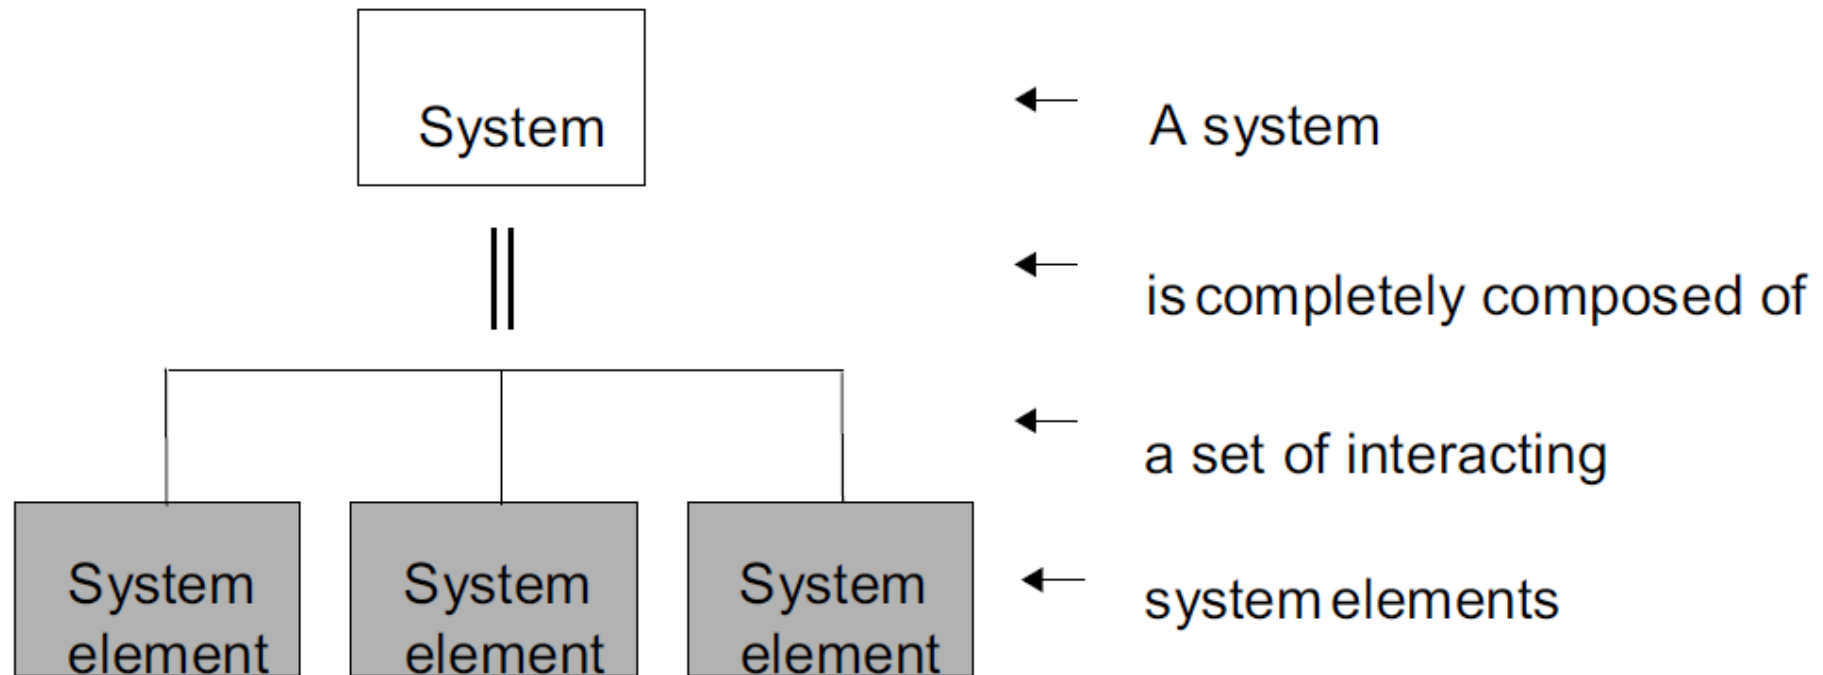 System
A system
is completely composed of
a set of interacting
System
element
System
element
System
element
system elements